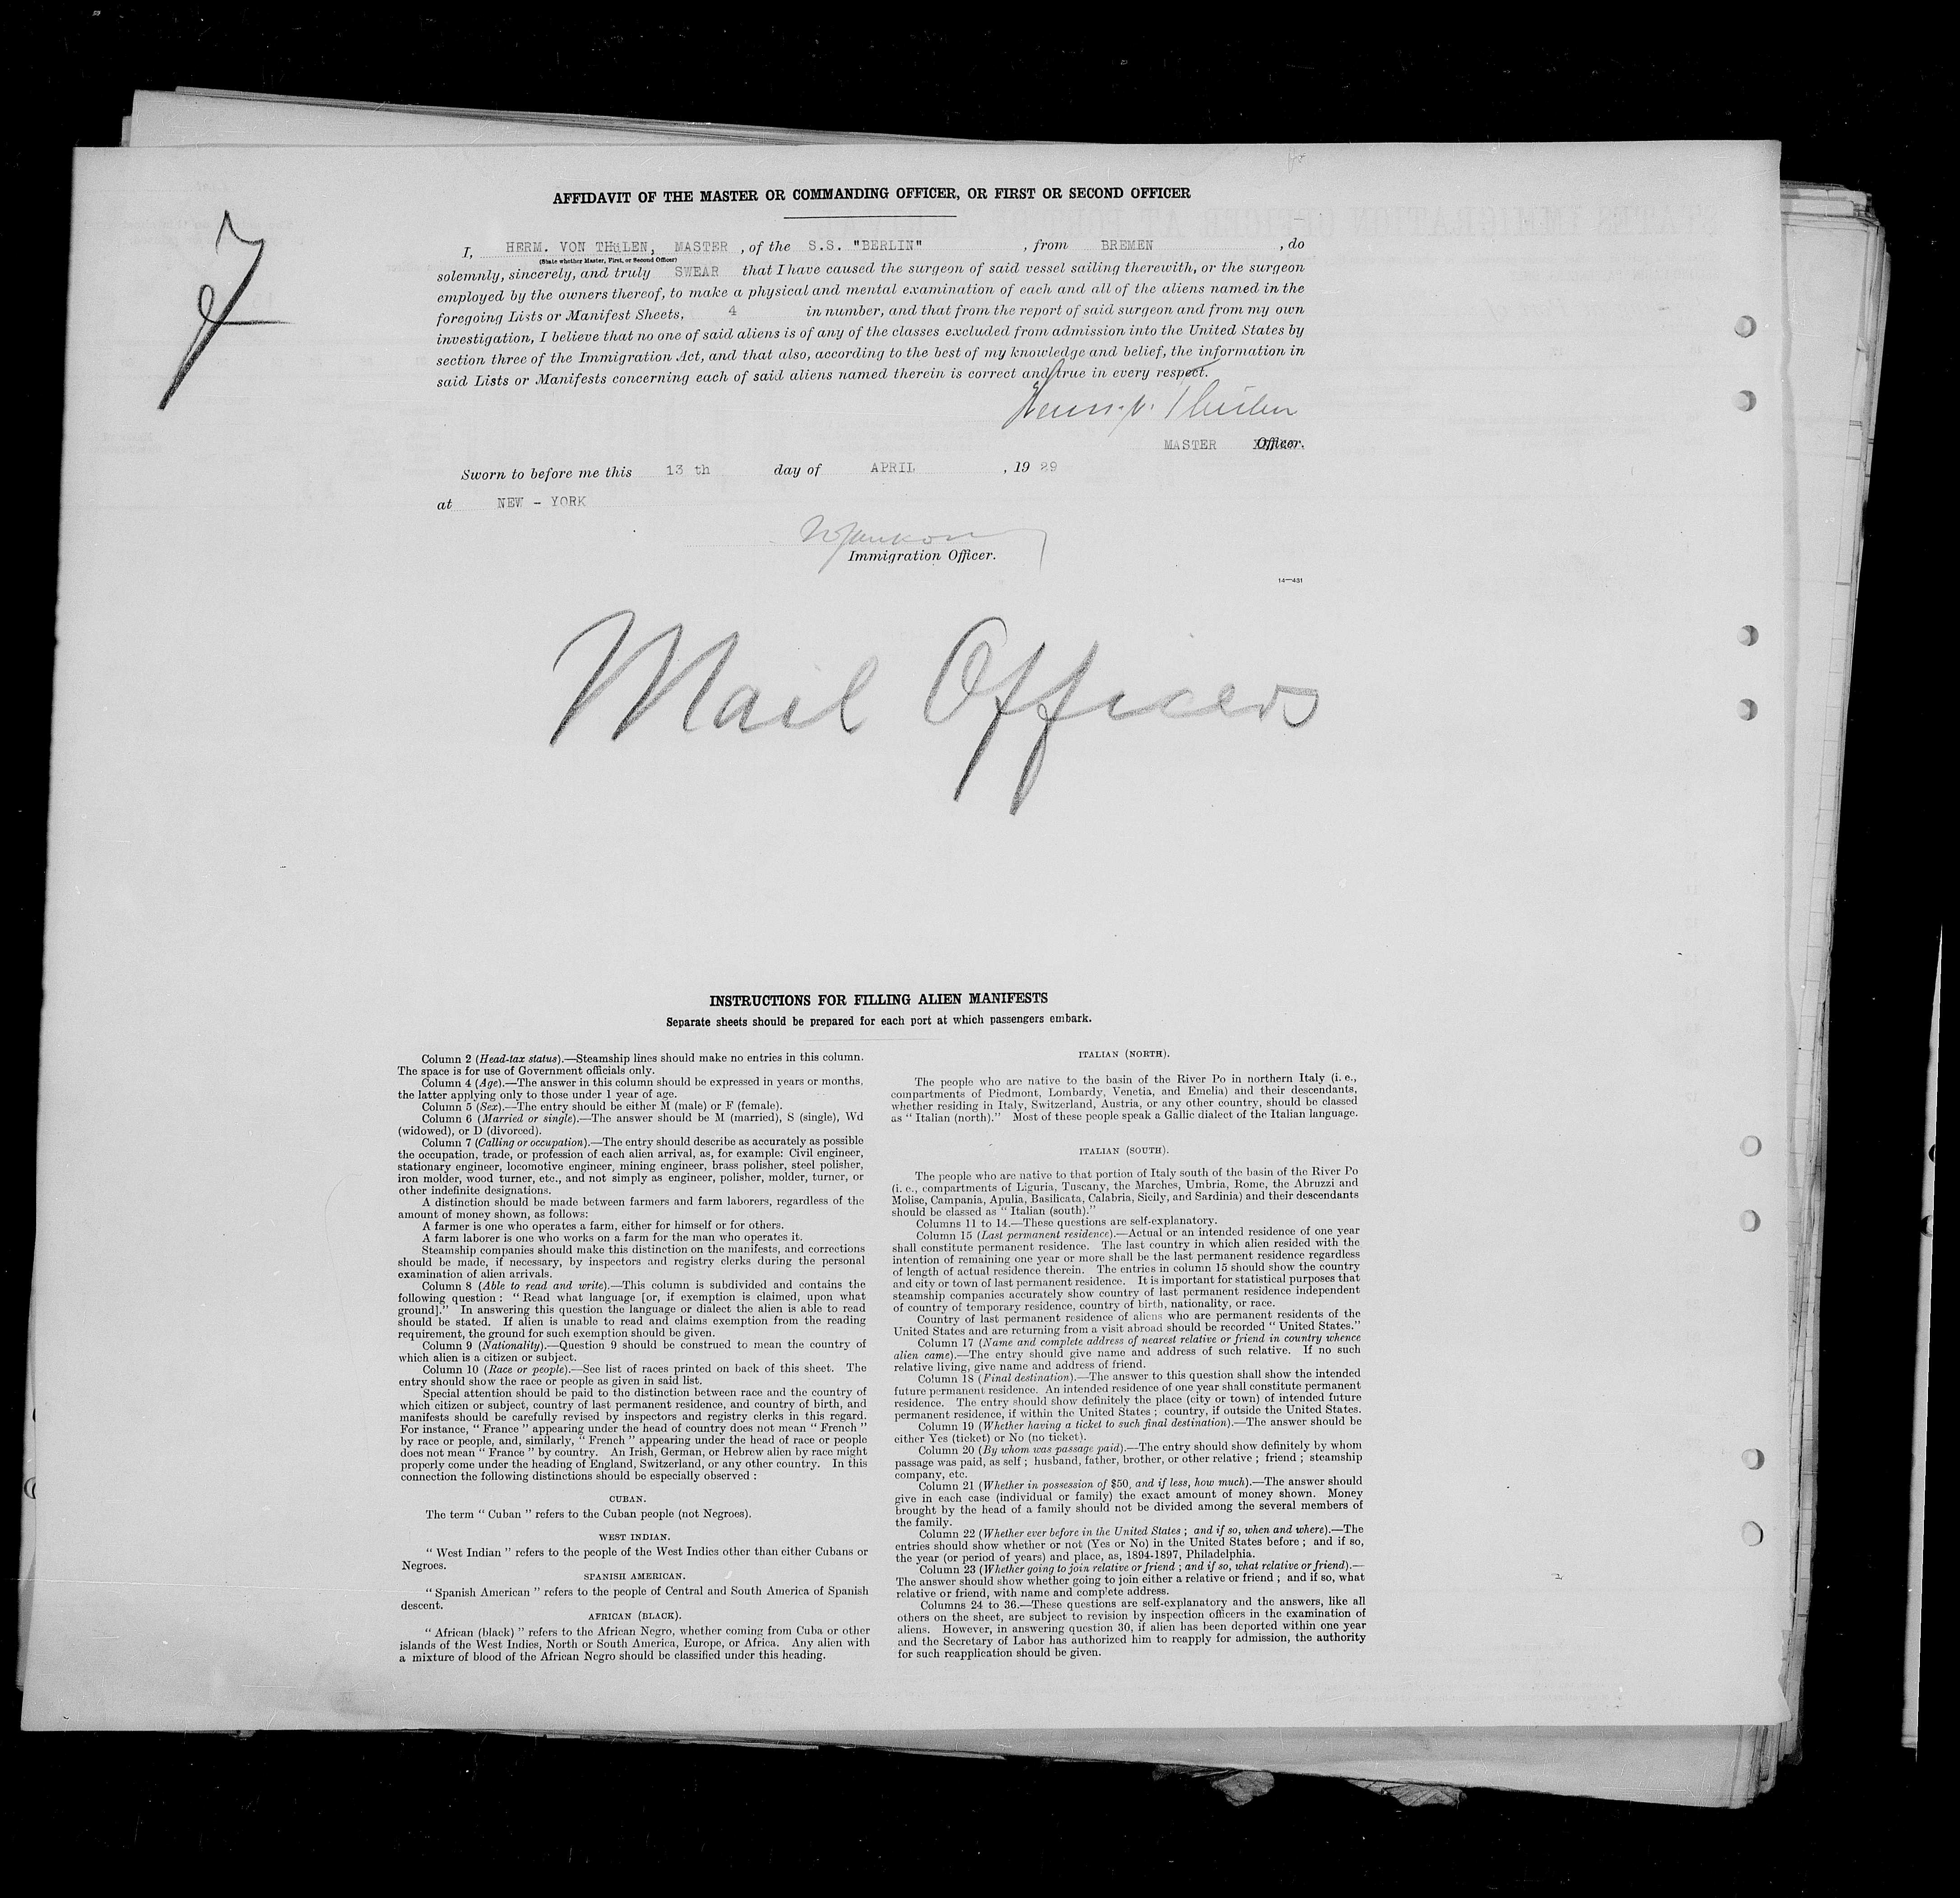 AFFIDAVIT OF THE MASTER OR COMMANDING OFFICER, OR FIRST OR SECOND OFFICER
I, HERM. VON THüLEN, MASTER, of the S.S. "BERLIN", from BREMEN, do
(State whether Master, First, or Second Officer)
solemnly, sincerely, and truly SWEAR that I have caused the surgeon of said vessel sailing therewith, or the surgeon
employed by the owners thereof, to make a physical and mental examination of each and all of the aliens named in the
foregoing Lists or Manifest Sheets, 4 in number, and that from the report of said surgeon and from my own
investigation, I believe that no one of said aliens is of any of the classes excluded from admission into the United States by
section three of the Immigration Act, and that also, according to the best of my knowledge and belief, the information in
said Lists or Manifests concerning each of said aliens named therein is correct and true in every respect.
MASTER Officer.
Sworn to before me this 13 th day of APRIL, 1929
at NEW - YORK
Immigration Officer.
14—431
Mail Officers
INSTRUCTIONS FOR FILLING ALIEN MANIFESTS
Separate sheets should be prepared for each port at which passengers embark.
Column 2 (Head-tax status).—Steamship lines should make no entries in this column.
The space is for use of Government officials only.
Column 4 (Age).—The answer in this column should be expressed in years or months,
the latter applying only to those under 1 year of age.
Column 5 (Sex).—The entry should be either M (male) or F (female).
Column 6 (Married or single).—The answer should be M (married), S (single), Wd
(widowed), or D (divorced).
Column 7 (Calling or occupation).—The entry should describe as accurately as possible
the occupation, trade, or profession of each alien arrival, as, for example: Civil engineer,
stationary engineer, locomotive engineer, mining engineer, brass polisher, steel polisher,
iron molder, wood turner, etc., and not simply as engineer, polisher, molder, turner, or
other indefinite designations.
A distinction should be made between farmers and farm laborers, regardless of the
amount of money shown, as follows:
A farmer is one who operates a farm, either for himself or for others.
A farm laborer is one who works on a farm for the man who operates it.
Steamship companies should make this distinction on the manifests, and corrections
should be made, if necessary, by inspectors and registry clerks during the personal
examination of alien arrivals.
Column 8 (Able to read and write).—This column is subdivided and contains the
following question: "Read what language [or, if exemption is claimed, upon what
ground]." In answering this question the language or dialect the alien is able to read
should be stated. If alien is unable to read and claims exemption from the reading
requirement, the ground for such exemption should be given.
Column 9 (Nationality).—Question 9 should be construed to mean the country of
which alien is a citizen or subject.
Column 10 (Race or people).—See list of races printed on back of this sheet. The
entry should show the race or people as given in said list.
Special attention should be paid to the distinction between race and the country of
which citizen or subject, country of last permanent residence, and country of birth, and
manifests should be carefully revised by inspectors and registry clerks in this regard.
For instance, "France" appearing under the head of country does not mean "French"
by race or people, and, similarly, "French" appearing under the head of race or people
does not mean "France" by country. An Irish, German, or Hebrew alien by race might
properly come under the heading of England, Switzerland, or any other country. In this
connection the following distinctions should be especially observed:
CUBAN.
The term "Cuban" refers to the Cuban people (not Negroes).
WEST INDIAN.
"West Indian" refers to the people of the West Indies other than either Cubans or
Negroes.
SPANISH AMERICAN.
"Spanish American" refers to the people of Central and South America of Spanish
descent.
AFRICAN (BLACK).
"African (black)" refers to the African Negro, whether coming from Cuba or other
islands of the West Indies, North or South America, Europe, or Africa. Any alien with
a mixture of blood of the African Negro should be classified under this heading.
ITALIAN (NORTH).
The people who are native to the basin of the River Po in northern Italy (i. e.,
compartments of Piedmont, Lombardy, Venetia, and Emelia) and their descendants,
whether residing in Italy, Switzerland, Austria, or any other country, should be classed
as "Italian (north)." Most of these people speak a Gallic dialect of the Italian language.
ITALIAN (SOUTH).
The people who are native to that portion of Italy south of the basin of the River Po
(i. e., compartments of Liguria, Tuscany, the Marches, Umbria, Rome, the Abruzzi and
Molise, Campania, Apulia, Basilicata, Calabria, Sicily, and Sardinia) and their descendants
should be classed as "Italian (south)."
Columns 11 to 14.—These questions are self-explanatory.
Column 15 (Last permanent residence).—Actual or an intended residence of one year
shall constitute permanent residence. The last country in which alien resided with the
intention of remaining one year or more shall be the last permanent residence regardless
of length of actual residence therein. The entries in column 15 should show the country
and city or town of last permanent residence. It is important for statistical purposes that
steamship companies accurately show country of last permanent residence independent
of country of temporary residence, country of birth, nationality, or race.
Country of last permanent residence of aliens who are permanent residents of the
United States and are returning from a visit abroad should be recorded "United States."
Column 17 (Name and complete address of nearest relative or friend in country whence
alien came).—The entry should give name and address of such relative. If no such
relative living, give name and address of friend.
Column 18 (Final destination).—The answer to this question shall show the intended
future permanent residence. An intended residence of one year shall constitute permanent
residence. The entry should show definitely the place (city or town) of intended future
permanent residence, if within the United States; country, if outside the United States.
Column 19 (Whether having a ticket to such final destination).—The answer should be
either Yes (ticket) or No (no ticket).
Column 20 (By whom was passage paid).—The entry should show definitely by whom
passage was paid, as self; husband, father, brother, or other relative; friend; steamship
company, etc.
Column 21 (Whether in possession of $50, and if less, how much).—The answer should
give in each case (individual or family) the exact amount of money shown. Money
brought by the head of a family should not be divided among the several members of
the family.
Column 22 (Whether ever before in the United States; and if so, when and where).—The
entries should show whether or not (Yes or No) in the United States before; and if so,
the year (or period of years) and place, as, 1894-1897, Philadelphia.
Column 23 (Whether going to join relative or friend; and if so, what relative or friend).—
The answer should show whether going to join either a relative or friend; and if so, what
relative or friend, with name and complete address.
Columns 24 to 36.—These questions are self-explanatory and the answers, like all
others on the sheet, are subject to revision by inspection officers in the examination of
aliens. However, in answering question 30, if alien has been deported within one year
and the Secretary of Labor has authorized him to reapply for admission, the authority
for such reapplication should be given.